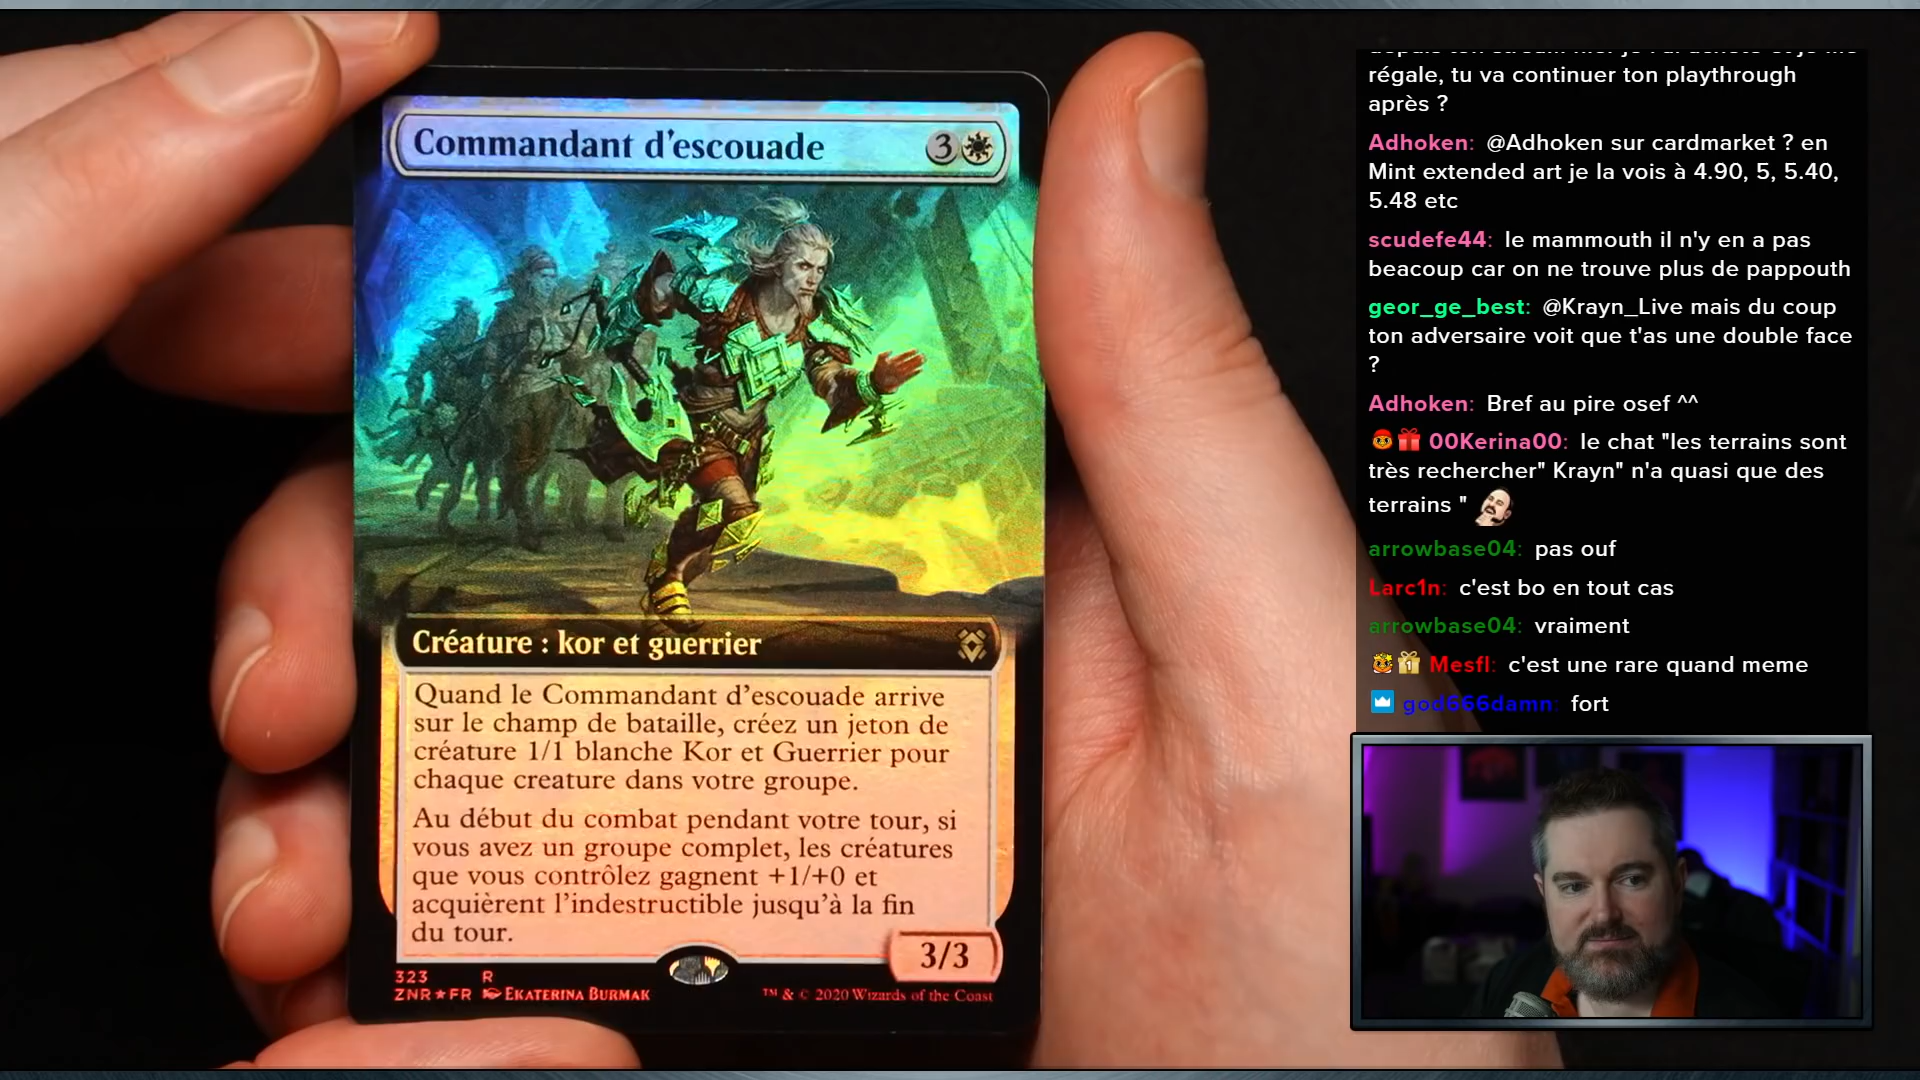 Commandant d'escouade
3
Créature : kor et guerrier
Quand le Commandant d'escouade arrive
sur le champ de bataille, créez un jeton de
créature 1/1 blanche Kor et Guerrier pour
chaque creature dans votre groupe.
Au début du combat pendant votre tour, si
vous avez un groupe complet, les créatures
que vous contrôlez gagnent +1/+0 et
acquièrent l'indestructible jusqu'à la fin
du tour.
3/3
323 R
ZNR★FR EKATERINA BURMAK
™ & © 2020 Wizards of the Coast
régale, tu va continuer ton playthrough
après ?
Adhoken: @Adhoken sur cardmarket ? en
Mint extended art je la vois à 4.90, 5, 5.40,
5.48 etc
scudefe44: le mammouth il n'y en a pas
beacoup car on ne trouve plus de pappouth
geor_ge_best: @Krayn_Live mais du coup
ton adversaire voit que t'as une double face
?
Adhoken: Bref au pire osef ^^
00Kerina00: le chat "les terrains sont
très rechercher" Krayn" n'a quasi que des
terrains "
arrowbase04: pas ouf
Larc1n: c'est bo en tout cas
arrowbase04: vraiment
1 Mesfl: c'est une rare quand meme
god666damn: fort